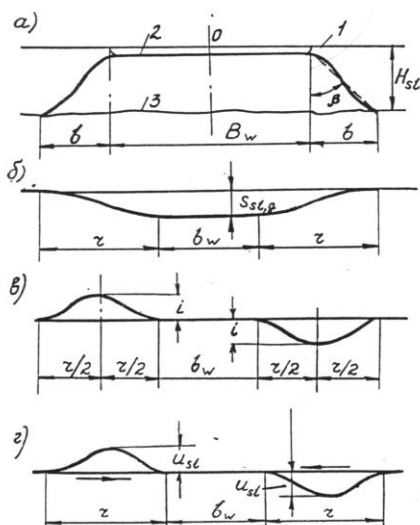 а) 2 0 1
3 β H_sl
в B_w в
б)
S_sl,g
r b_w r
в)
i i
r/2 r/2 b_w r/2 r/2
г)
u_sl u_sl
r b_w r